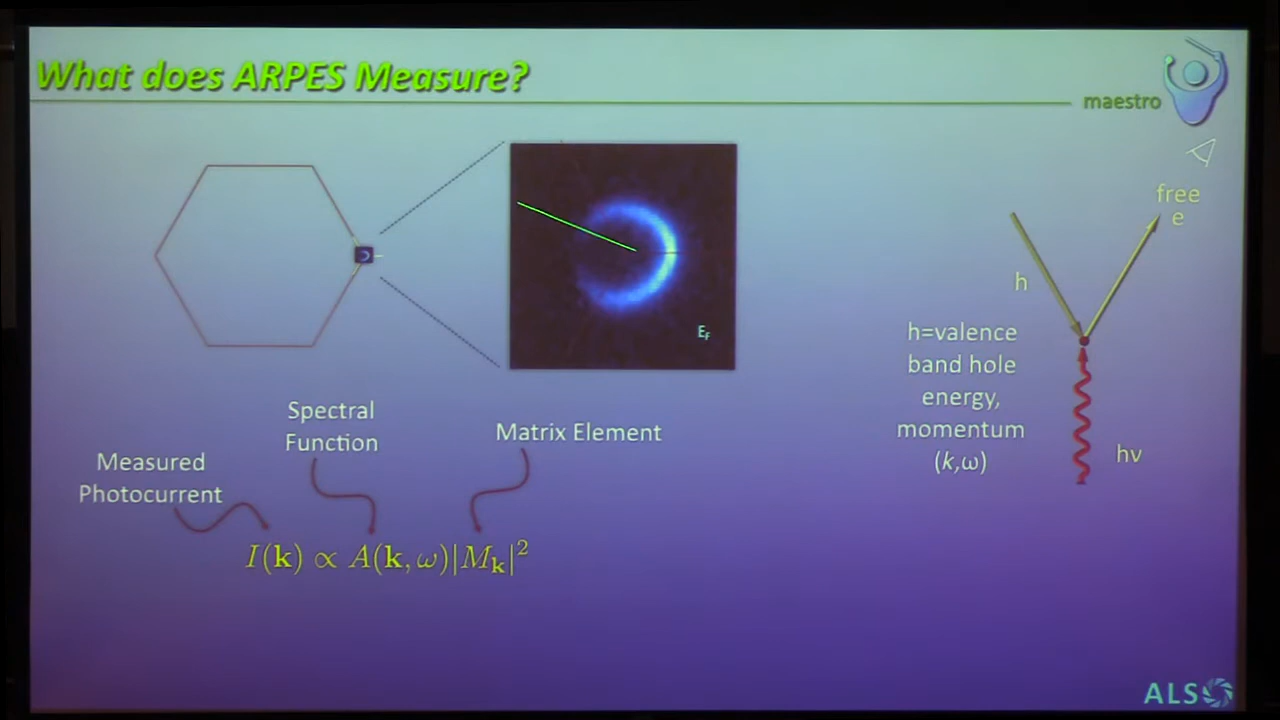 What does ARPES Measure?
maestro
free
e
h
E_F
h=valence
band hole
energy,
momentum
(k,ω)
hν
Spectral
Function
Matrix Element
Measured
Photocurrent
I(k) ∝ A(k, ω)|M_k|²
ALS